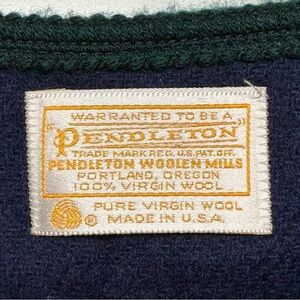 WARRANTED TO BE A
"PENDLETON"
TRADE MARK REG. U.S. PAT. OFF.
PENDLETON WOOLEN MILLS
PORTLAND, OREGON
100% VIRGIN WOOL
® PURE VIRGIN WOOL
MADE IN U.S.A.